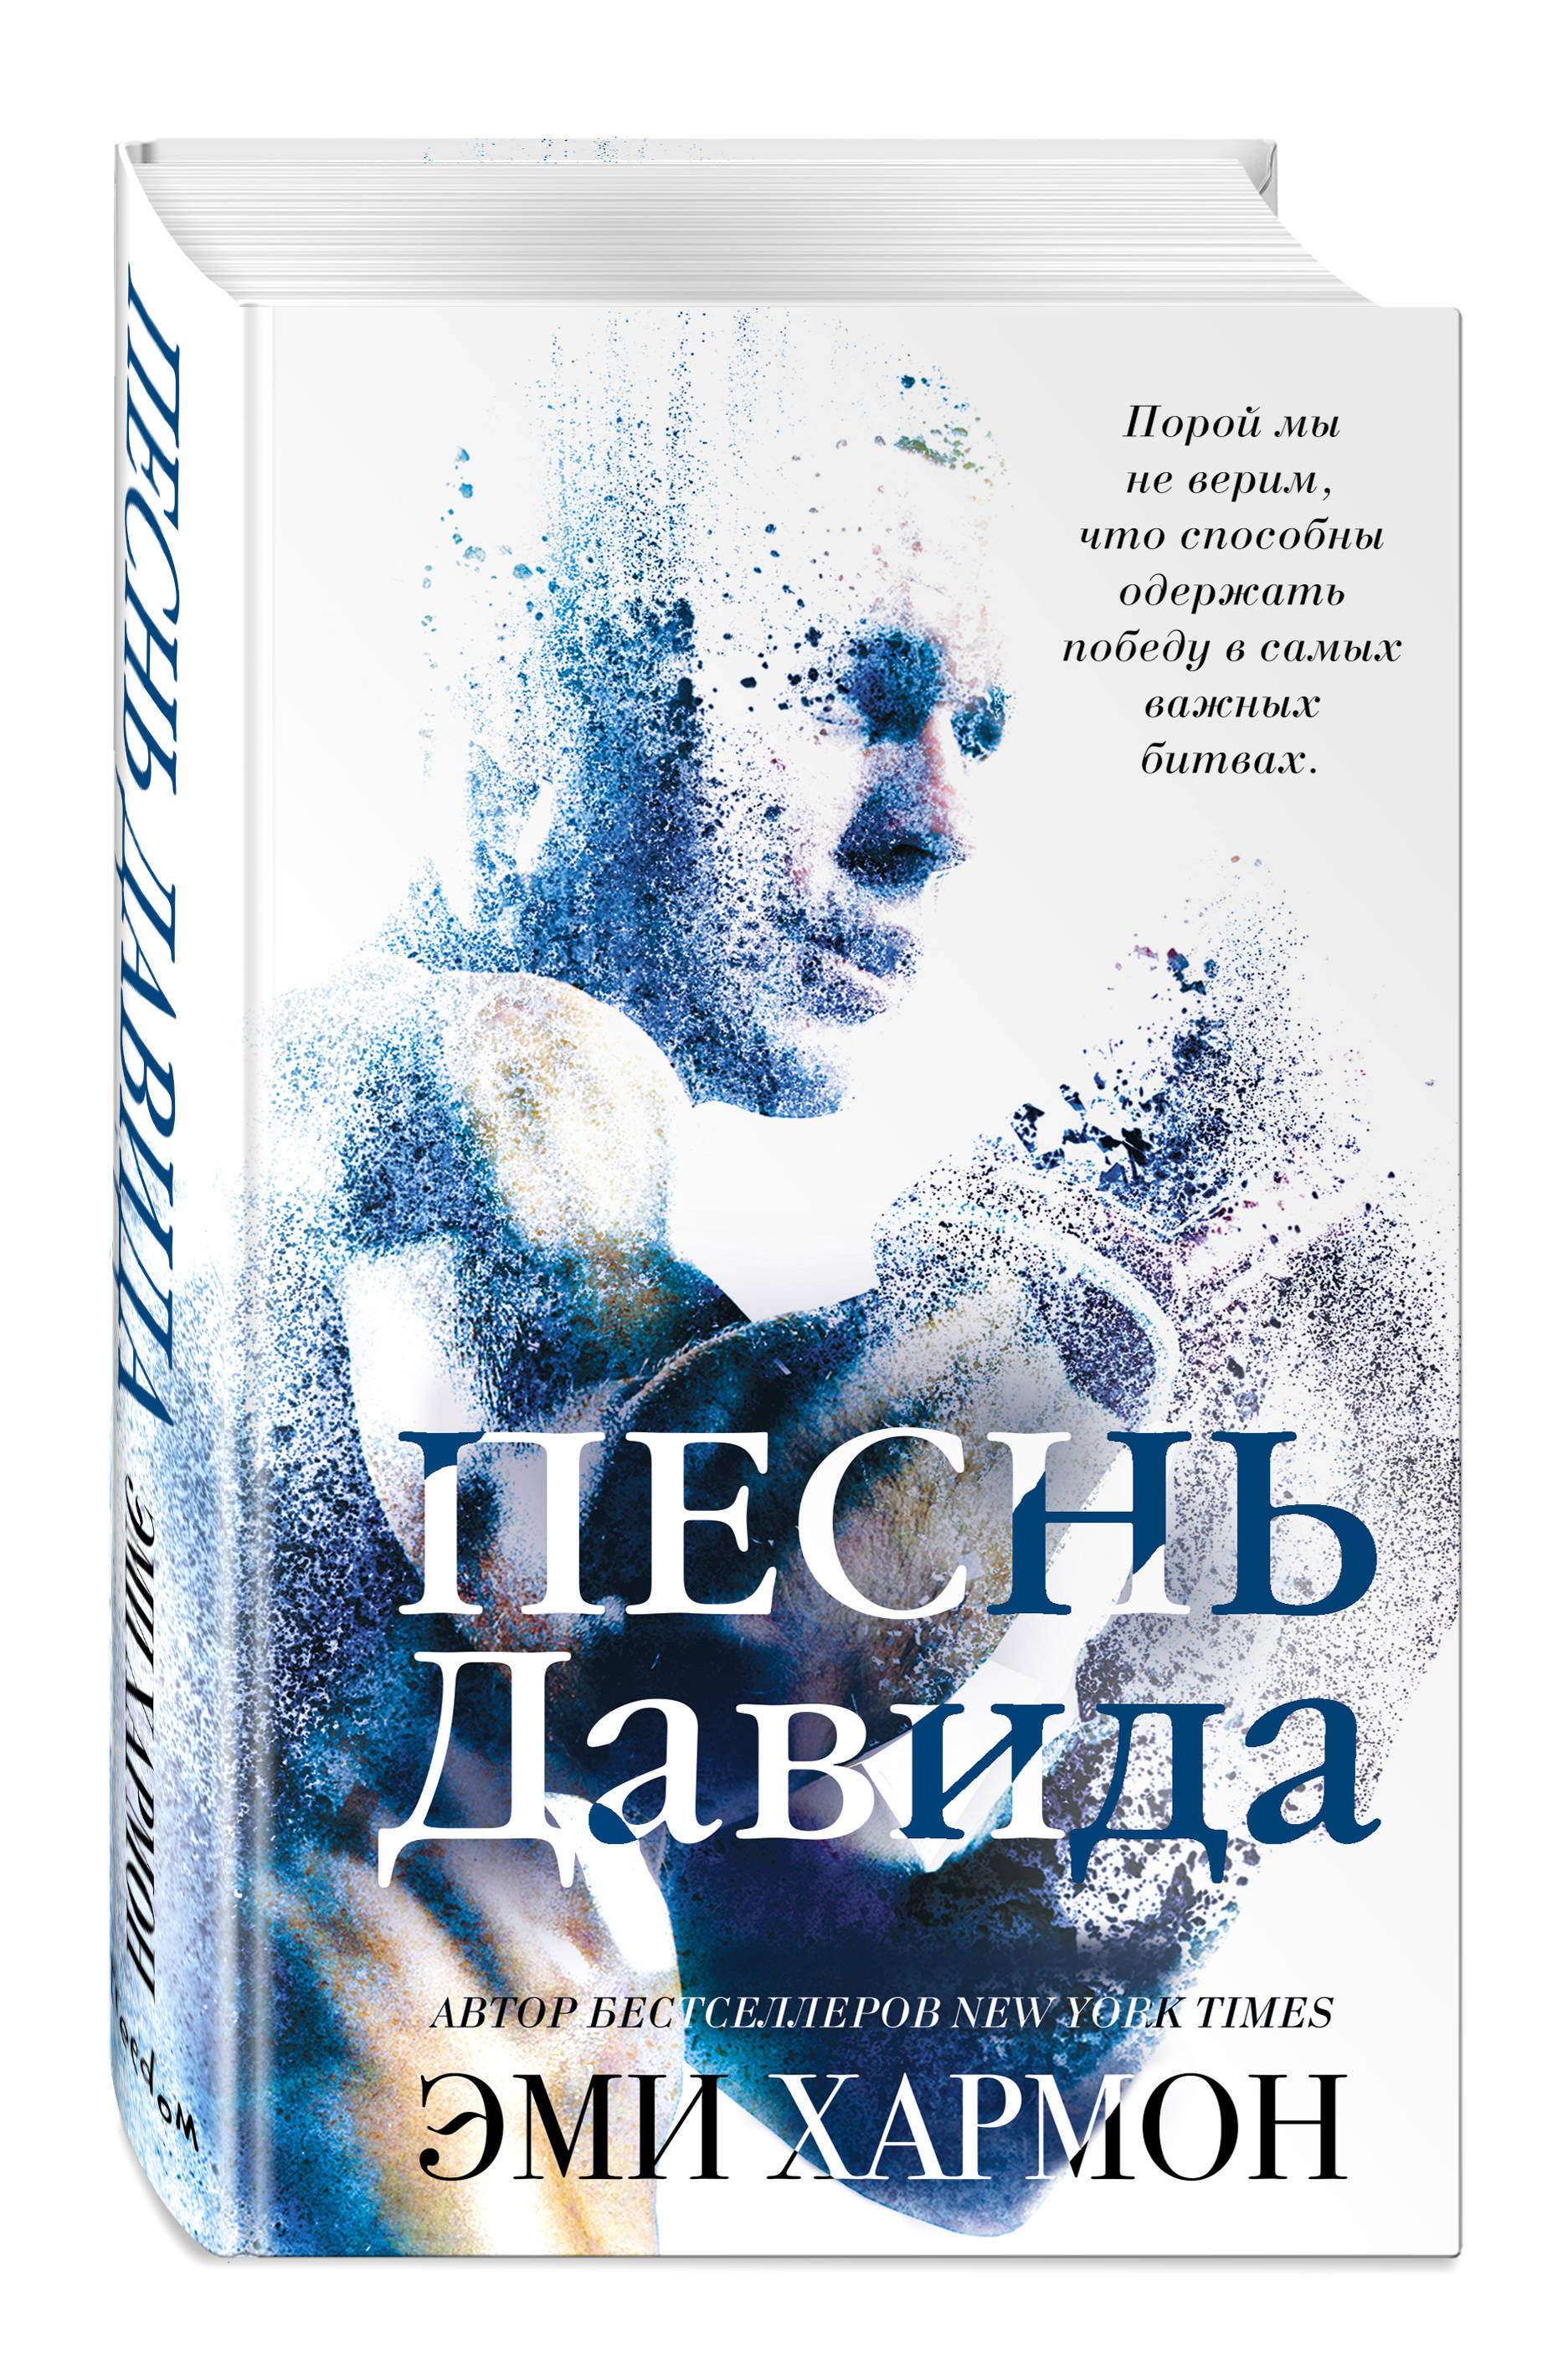 Порой мы
не верим,
что способны
одержать
победу в самых
важных
битвах.
ПЕСНЬ
Давида
АВТОР БЕСТСЕЛЛЕРОВ NEW YORK TIMES
ЭМИ ХАРМОН
ПЕСНЬ ДАВИДА
ЭМИ ХАРМОН